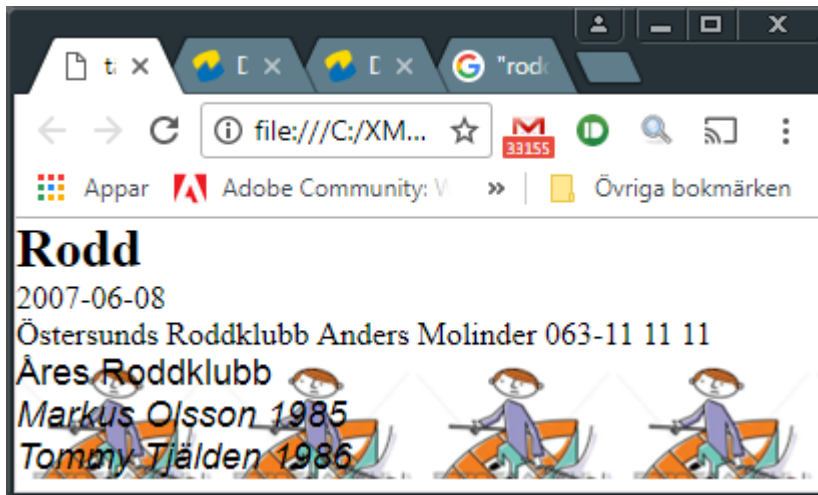 t
D
D
"rod
file:///C:/XM...
33155
Appar
Adobe Community: W
»
Övriga bokmärken
Rodd
2007-06-08
Östersunds Roddklubb Anders Molinder 063-11 11 11
Åres Roddklubb
Markus Olsson 1985
Tommy Tjälden 1986